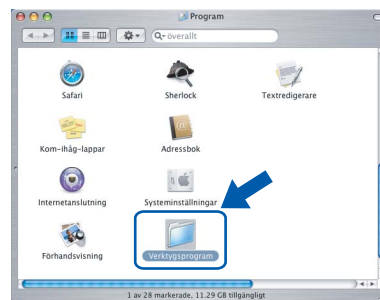 Program
överallt
Safari
Sherlock
Textredigerare
Kom-ihåg-lappar
Adressbok
Internetanslutning
Systeminställningar
Förhandsvisning
Verktygsprogram
1 av 28 markerade, 11.29 GB tillgängligt